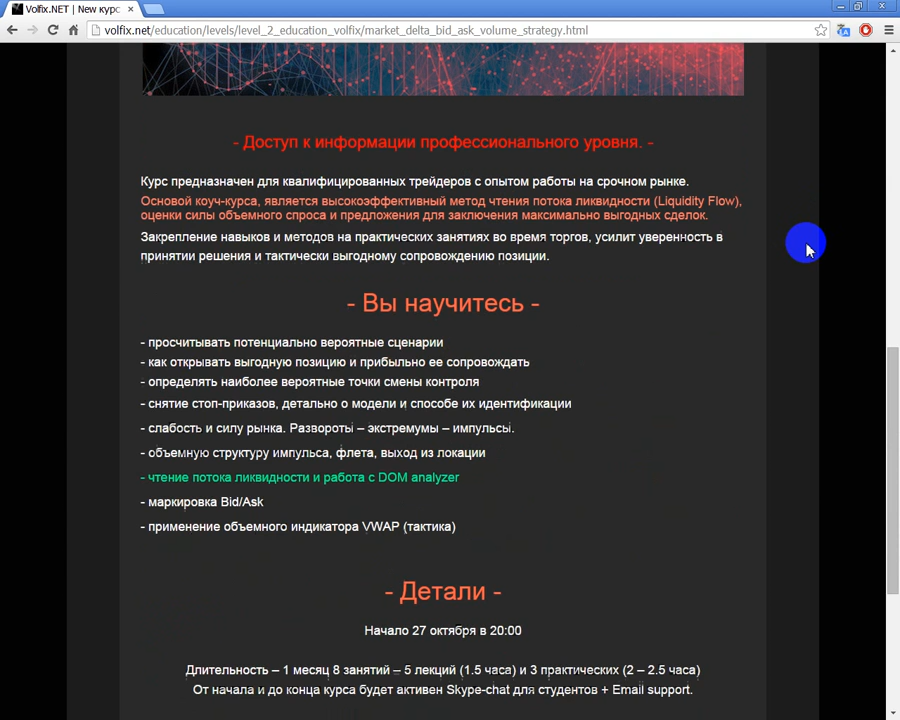 Volfix.NET | New курс
volfix.net/education/levels/level_2_education_volfix/market_delta_bid_ask_volume_strategy.html
- Доступ к информации профессионального уровня. -
Курс предназначен для квалифицированных трейдеров с опытом работы на срочном рынке.
Основой коуч-курса, является высокоэффективный метод чтения потока ликвидности (Liquidity Flow),
оценки силы объемного спроса и предложения для заключения максимально выгодных сделок.
Закрепление навыков и методов на практических занятиях во время торгов, усилит уверенность в
принятии решения и тактически выгодному сопровождению позиции.
- Вы научитесь -
- просчитывать потенциально вероятные сценарии
- как открывать выгодную позицию и прибыльно ее сопровождать
- определять наиболее вероятные точки смены контроля
- снятие стоп-приказов, детально о модели и способе их идентификации
- слабость и силу рынка. Развороты – экстремумы – импульсы.
- объемную структуру импульса, флета, выход из локации
- чтение потока ликвидности и работа с DOM analyzer
- маркировка Bid/Ask
- применение объемного индикатора VWAP (тактика)
- Детали -
Начало 27 октября в 20:00
Длительность – 1 месяц 8 занятий – 5 лекций (1.5 часа) и 3 практических (2 – 2.5 часа)
От начала и до конца курса будет активен Skype-chat для студентов + Email support.